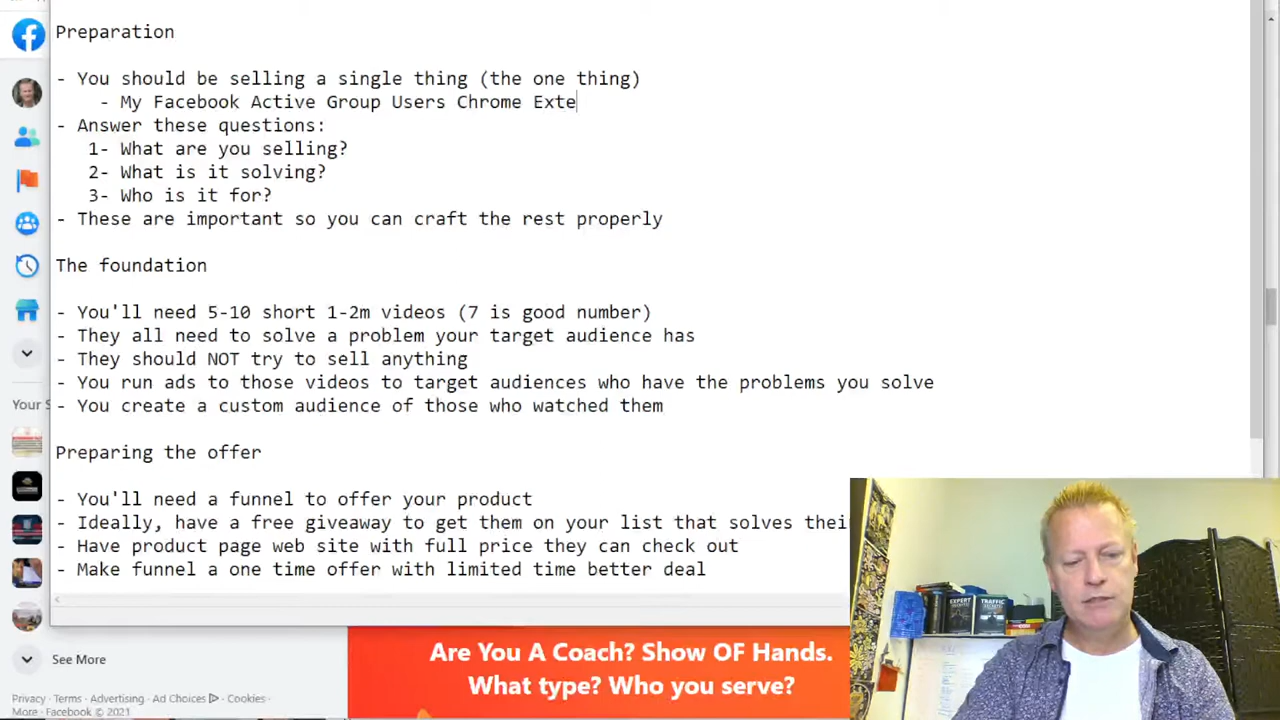 Preparation
- You should be selling a single thing (the one thing)
- My Facebook Active Group Users Chrome Exte
- Answer these questions:
1- What are you selling?
2- What is it solving?
3- Who is it for?
- These are important so you can craft the rest properly
The foundation
- You'll need 5-10 short 1-2m videos (7 is good number)
- They all need to solve a problem your target audience has
- They should NOT try to sell anything
- You run ads to those videos to target audiences who have the problems you solve
Your S
- You create a custom audience of those who watched them
Preparing the offer
- You'll need a funnel to offer your product
- Ideally, have a free giveaway to get them on your list that solves their
- Have product page web site with full price they can check out
- Make funnel a one time offer with limited time better deal
EXPERT
TRAFFIC
See More
Are You A Coach? Show OF Hands.
What type? Who you serve?
Privacy · Terms · Advertising · Ad Choices · Cookies ·
More · Facebook © 2021